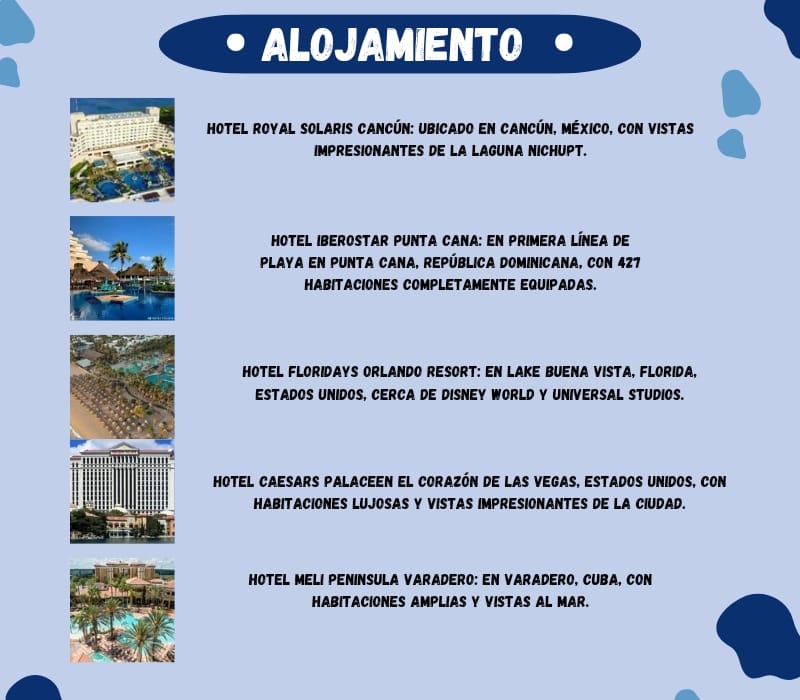 ALOJAMIENTO
HOTEL ROYAL SOLARIS CANCÚN: UBICADO EN CANCÚN, MÉXICO, CON VISTAS
IMPRESIONANTES DE LA LAGUNA NICHUPT.
HOTEL IBEROSTAR PUNTA CANA: EN PRIMERA LÍNEA DE
PLAYA EN PUNTA CANA, REPÚBLICA DOMINICANA, CON 427
HABITACIONES COMPLETAMENTE EQUIPADAS.
HOTEL FLORIDAYS ORLANDO RESORT: EN LAKE BUENA VISTA, FLORIDA,
ESTADOS UNIDOS, CERCA DE DISNEY WORLD Y UNIVERSAL STUDIOS.
HOTEL CAESARS PALACEEN EL CORAZÓN DE LAS VEGAS, ESTADOS UNIDOS, CON
HABITACIONES LUJOSAS Y VISTAS IMPRESIONANTES DE LA CIUDAD.
HOTEL MELI PENINSULA VARADERO: EN VARADERO, CUBA, CON
HABITACIONES AMPLIAS Y VISTAS AL MAR.